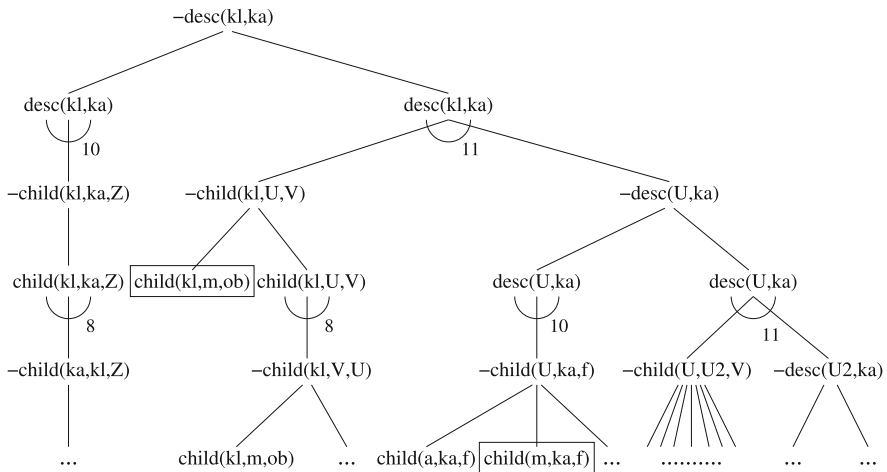 −desc(kl,ka)
desc(kl,ka) desc(kl,ka)
10 11
−child(kl,ka,Z) −child(kl,U,V) −desc(U,ka)
child(kl,ka,Z) child(kl,m,ob) child(kl,U,V) desc(U,ka) desc(U,ka)
8 8 10 11
−child(ka,kl,Z) −child(kl,V,U) −child(U,ka,f) −child(U,U2,V) −desc(U2,ka)
... child(kl,m,ob) ... child(a,ka,f) child(m,ka,f) ... .......... ... ...